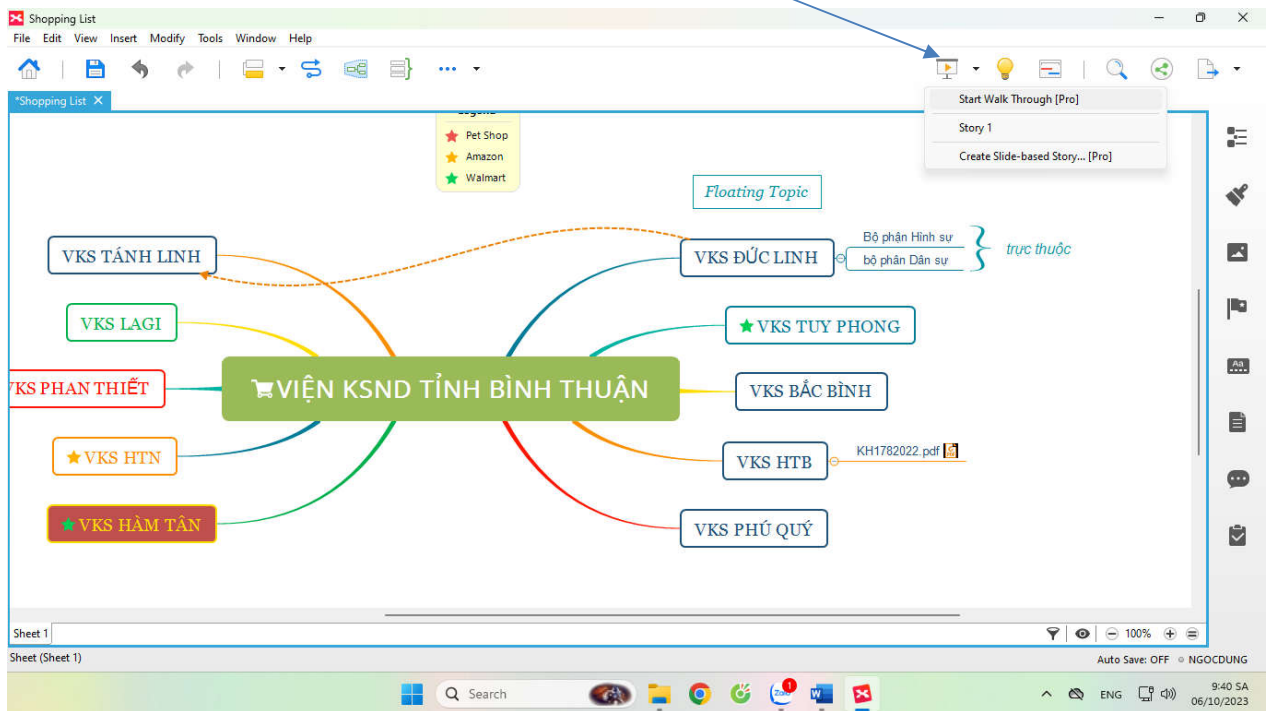 Shopping List
File Edit View Insert Modify Tools Window Help
*Shopping List
Start Walk Through [Pro]
Story 1
Create Slide-based Story... [Pro]
Legend
Pet Shop
Amazon
Walmart
Floating Topic
VKS TÁNH LINH
VKS ĐỨC LINH
Bộ phận Hình sự
bộ phân Dân sự
trực thuộc
VKS LAGI
VKS TUY PHONG
VKS PHAN THIẾT
VIỆN KSND TỈNH BÌNH THUẬN
VKS BẮC BÌNH
VKS HTN
VKS HTB
KH1782022.pdf
VKS HÀM TÂN
VKS PHÚ QUÝ
Sheet 1
100%
Sheet (Sheet 1)
Auto Save: OFF
NGOCDUNG
Search
Zalo
1
ENG
9:40 SA
06/10/2023